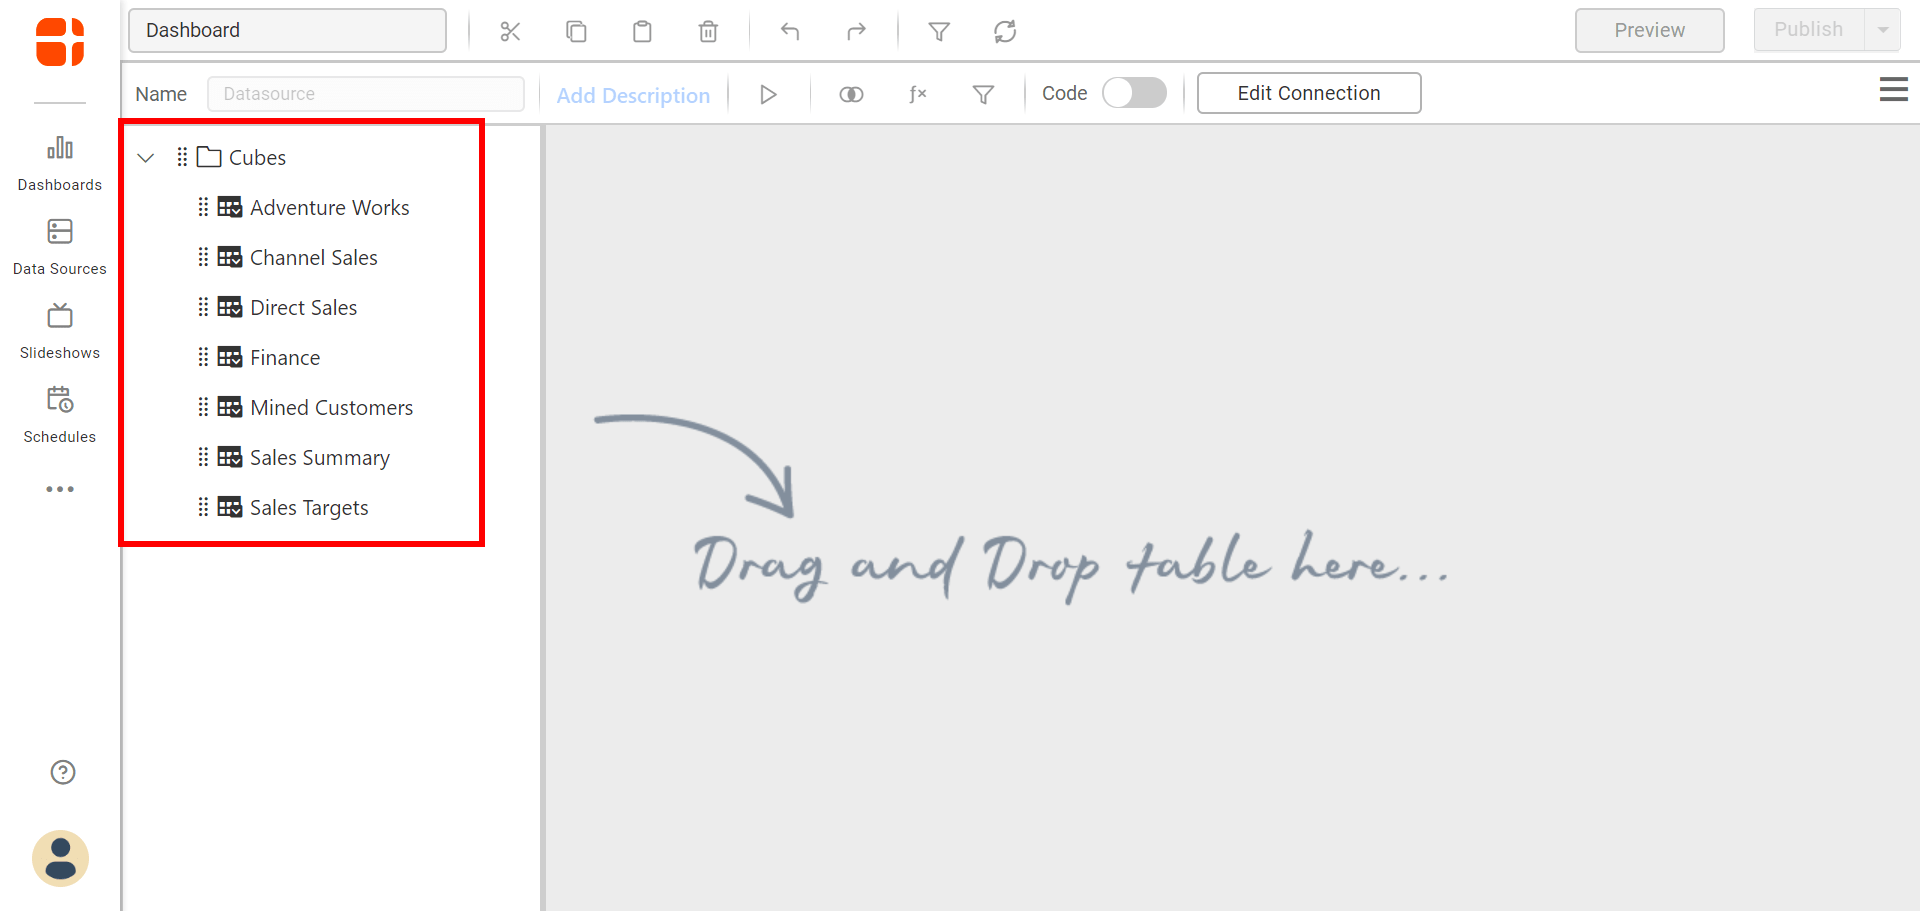 Dashboard
Preview
Publish
Name
Datasource
Add Description
ƒx
Code
Edit Connection
Dashboards
Data Sources
Slideshows
Schedules
Cubes
Adventure Works
Channel Sales
Direct Sales
Finance
Mined Customers
Sales Summary
Sales Targets
Drag and Drop table here...